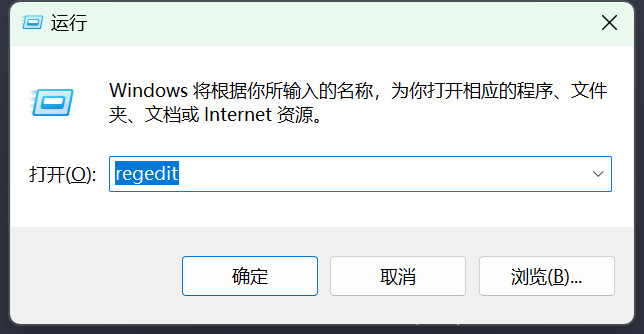 运行
Windows 将根据你所输入的名称，为你打开相应的程序、文件
夹、文档或 Internet 资源。
打开(O): regedit
确定 取消 浏览(B)...